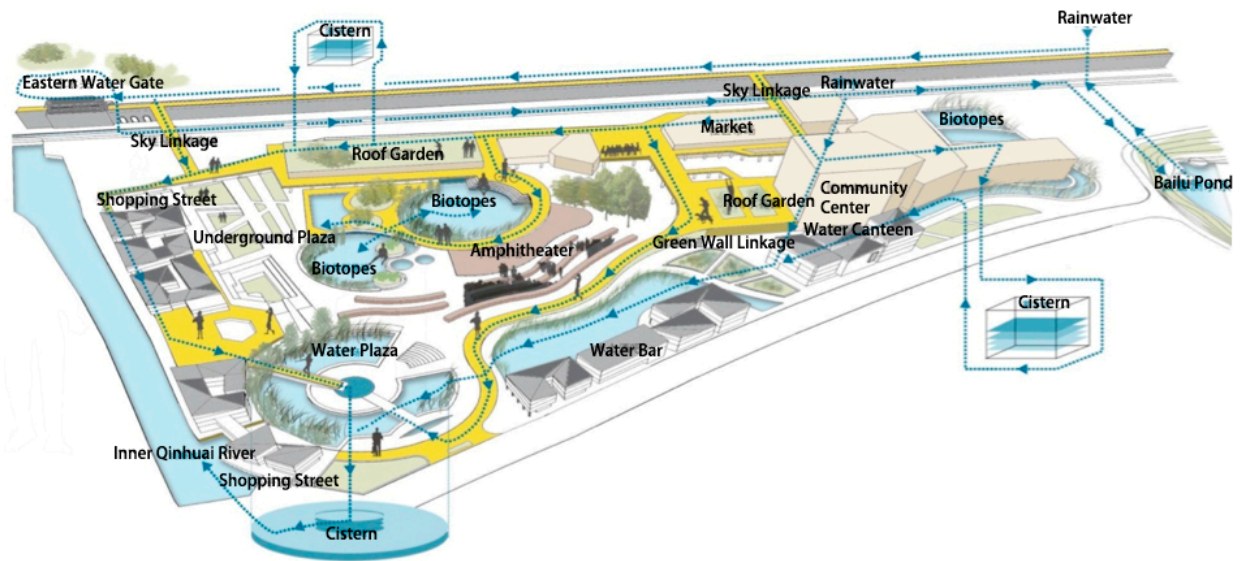 Rainwater
Cistern
Eastern Water Gate
Sky Linkage
Rainwater
Market
Biotopes
Sky Linkage
Roof Garden
Bailu Pond
Shopping Street
Biotopes
Roof Garden
Community
Center
Underground Plaza
Amphitheater
Green Wall Linkage
Water Canteen
Biotopes
Cistern
Water Plaza
Water Bar
Inner Qinhuai River
Shopping Street
Cistern